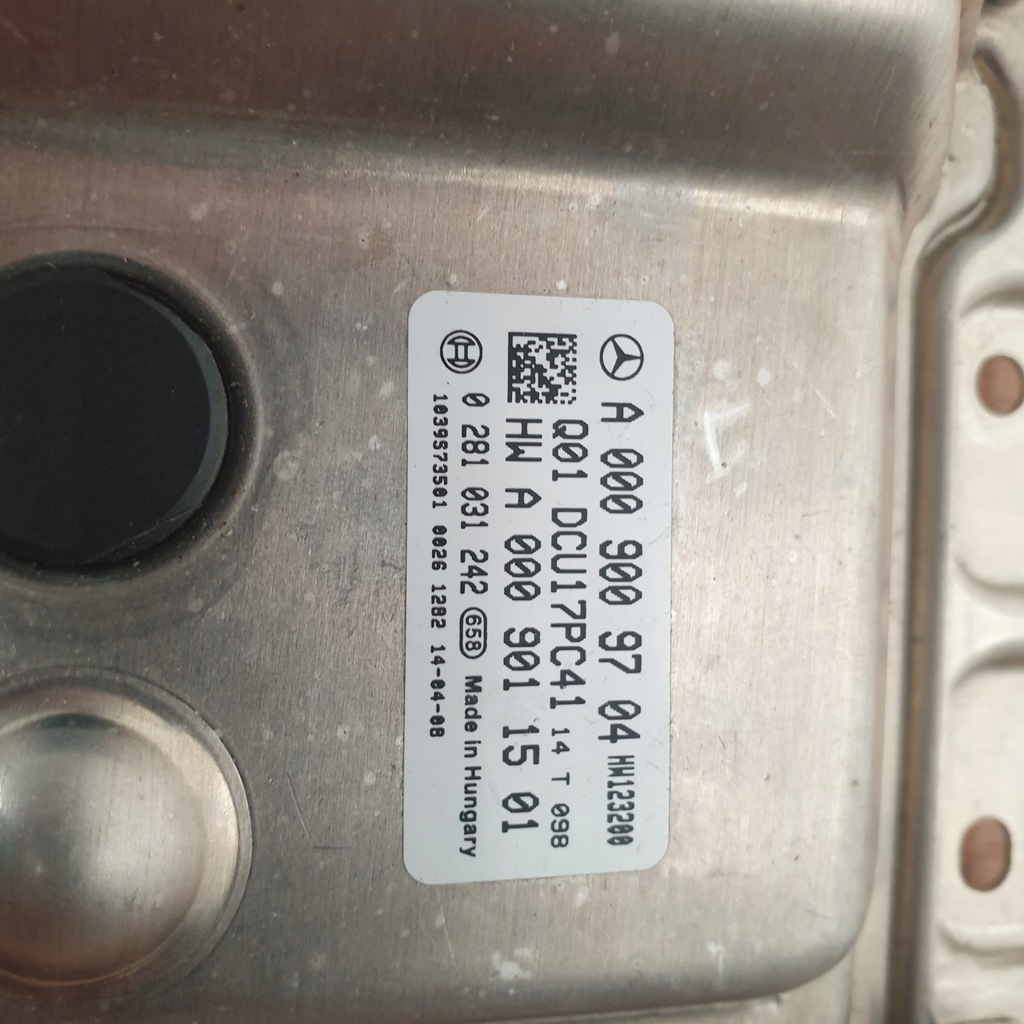 A 000 900 97 04 HW123200
Q01 DCU17PC41 14 T 098
HW A 000 901 15 01
0 281 031 242 658 Made in Hungary
1039S73501 0026 1282 14-04-08